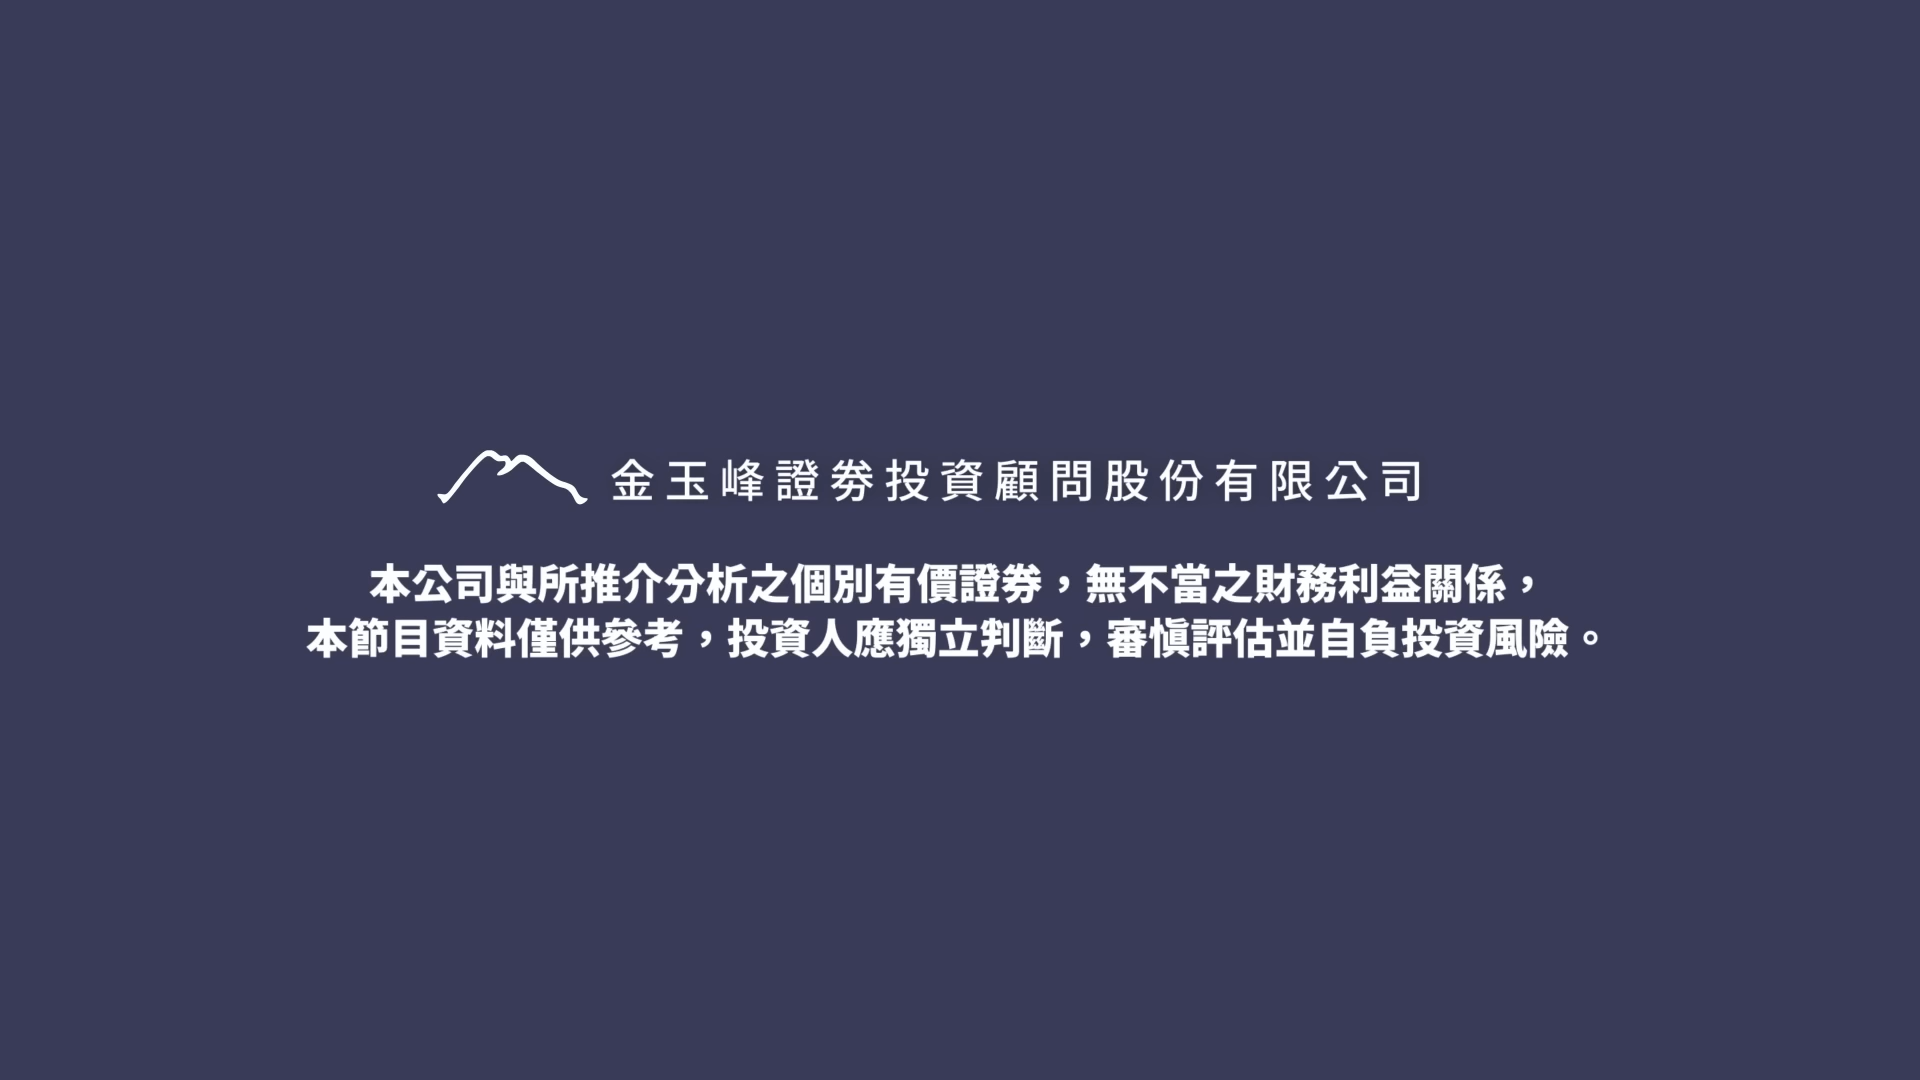 金玉峰證券投資顧問股份有限公司
本公司與所推介分析之個別有價證券，無不當之財務利益關係，
本節目資料僅供參考，投資人應獨立判斷，審慎評估並自負投資風險。